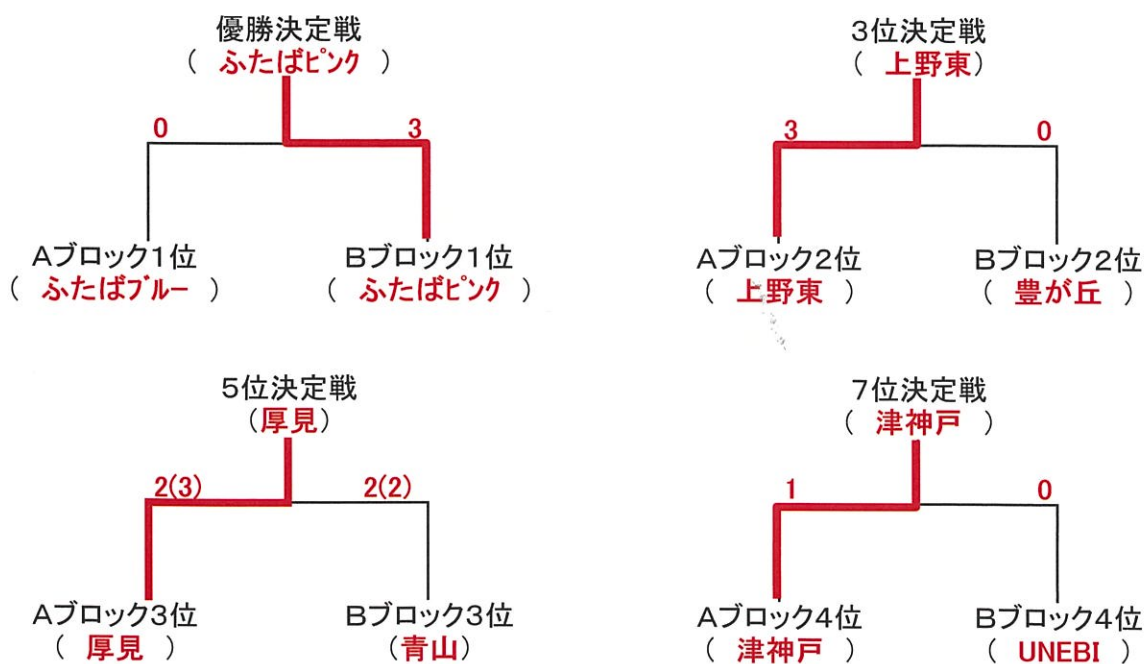 優勝決定戦
( ふたばピンク )
0 3
Aブロック1位 Bブロック1位
( ふたばブルー ) ( ふたばピンク )
3位決定戦
( 上野東 )
3 0
Aブロック2位 Bブロック2位
( 上野東 ) ( 豊が丘 )
5位決定戦
(厚見)
2(3) 2(2)
Aブロック3位 Bブロック3位
( 厚見 ) (青山)
7位決定戦
( 津神戸 )
1 0
Aブロック4位 Bブロック4位
( 津神戸 ) ( UNEBI )